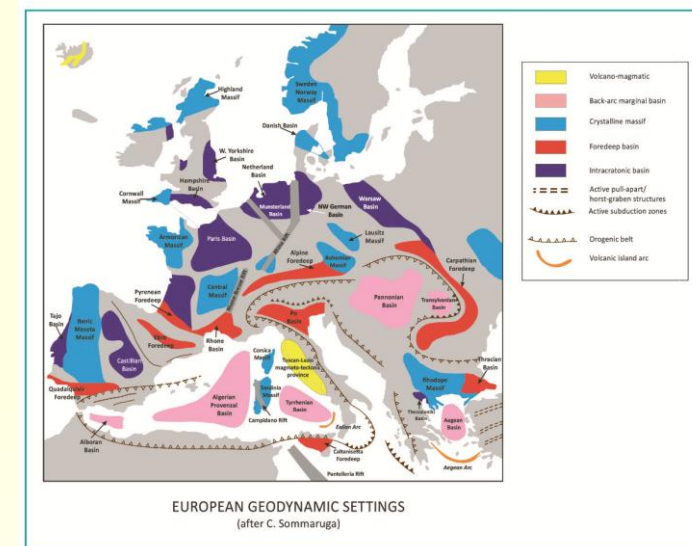 Highland
Massif
Sweden
Norway
Massif
Danish Basin
W. Yorkshire
Basin
Netherland
Basin
Hampshire
Basin
Cornwall
Massif
Munsterland
Basin
NW German
Basin
Warsaw
Basin
Armorican
Massif
Paris Basin
Rhine Rift
Lausitz
Massif
Alpine
Foredeep
Bohemian
Massif
Carpathian
Foredeep
Pyrenean
Foredeep
Central
Massif
Pannonian
Basin
Transylvanian
Basin
Tajo
Basin
Iberic
Meseta
Massif
Ebro
Foredeep
Rhone
Basin
Po
Basin
Castillian
Basin
Corsica
Massif
Tuscan-Lazio
magmato-tectonic
province
Thracian
Basin
Rhodope
Massif
Quadalquivir
Foredeep
Algerian
Provenzal
Basin
Sardinia
Massif
Tyrrhenian
Basin
Thessaloniki
Basin
Aegean
Basin
Campidano Rift
Alboran
Basin
Eolian Arc
Caltanisetta
Foredeep
Aegean Arc
Pantelleria Rift
Volcano-magmatic
Back-arc marginal basin
Crystalline massif
Foredeep basin
Intracratonic basin
Active pull-apart/
horst-graben structures
Active subduction zones
Orogenic belt
Volcanic island arc
EUROPEAN GEODYNAMIC SETTINGS
(after C. Sommaruga)